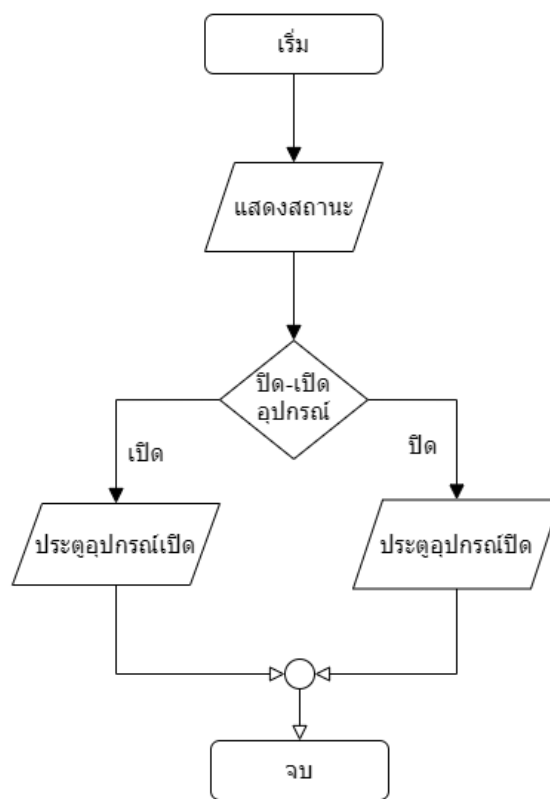 เริ่ม
แสดงสถานะ
ปิด-เปิด
อุปกรณ์
เปิด
ปิด
ประตูอุปกรณ์เปิด
ประตูอุปกรณ์ปิด
จบ